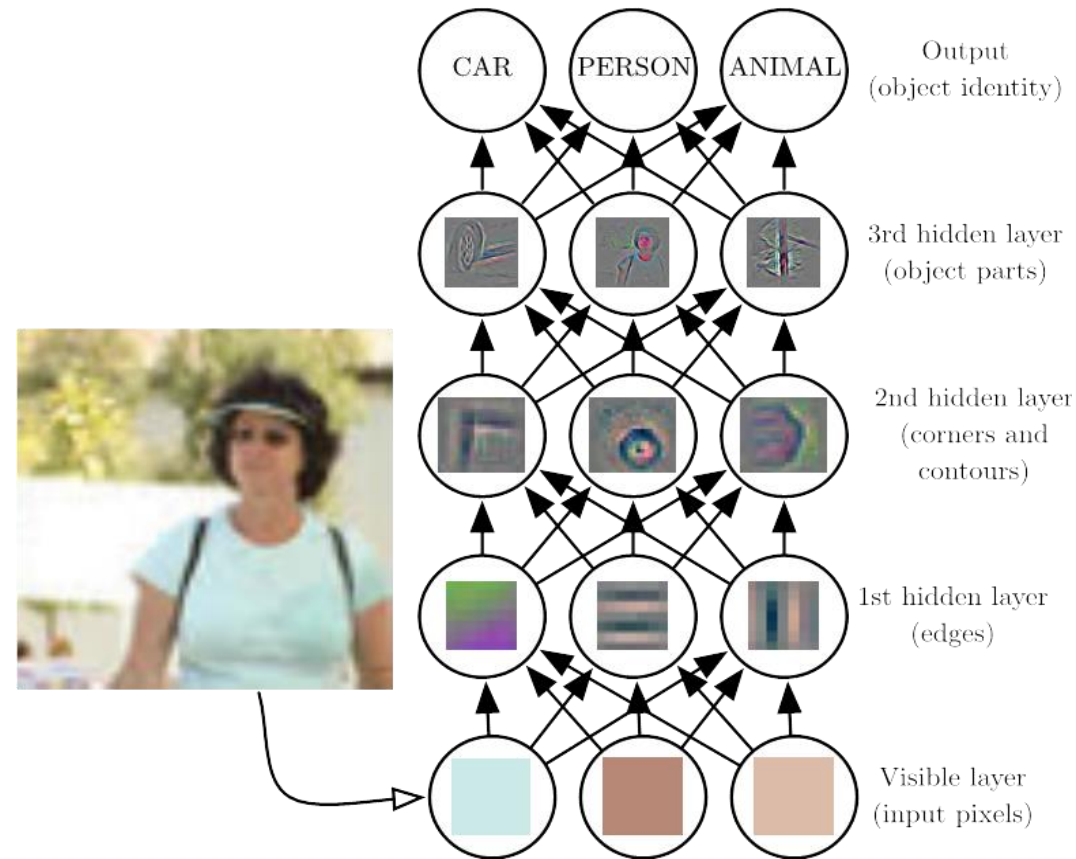 CAR PERSON ANIMAL
Output
(object identity)
3rd hidden layer
(object parts)
2nd hidden layer
(corners and
contours)
1st hidden layer
(edges)
Visible layer
(input pixels)